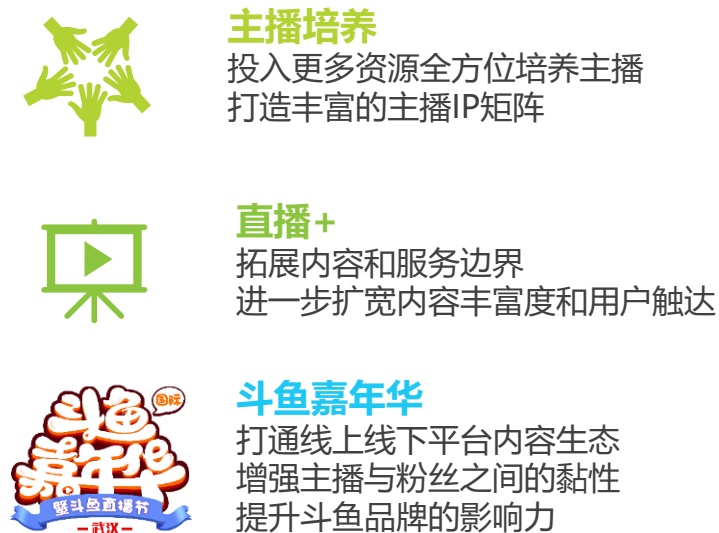 主播培养
投入更多资源全方位培养主播
打造丰富的主播IP矩阵
直播+
拓展内容和服务边界
进一步扩宽内容丰富度和用户触达
斗鱼嘉年华
打通线上线下平台内容生态
增强主播与粉丝之间的黏性
提升斗鱼品牌的影响力
斗鱼
国际
嘉年华
暨斗鱼直播节
武汉